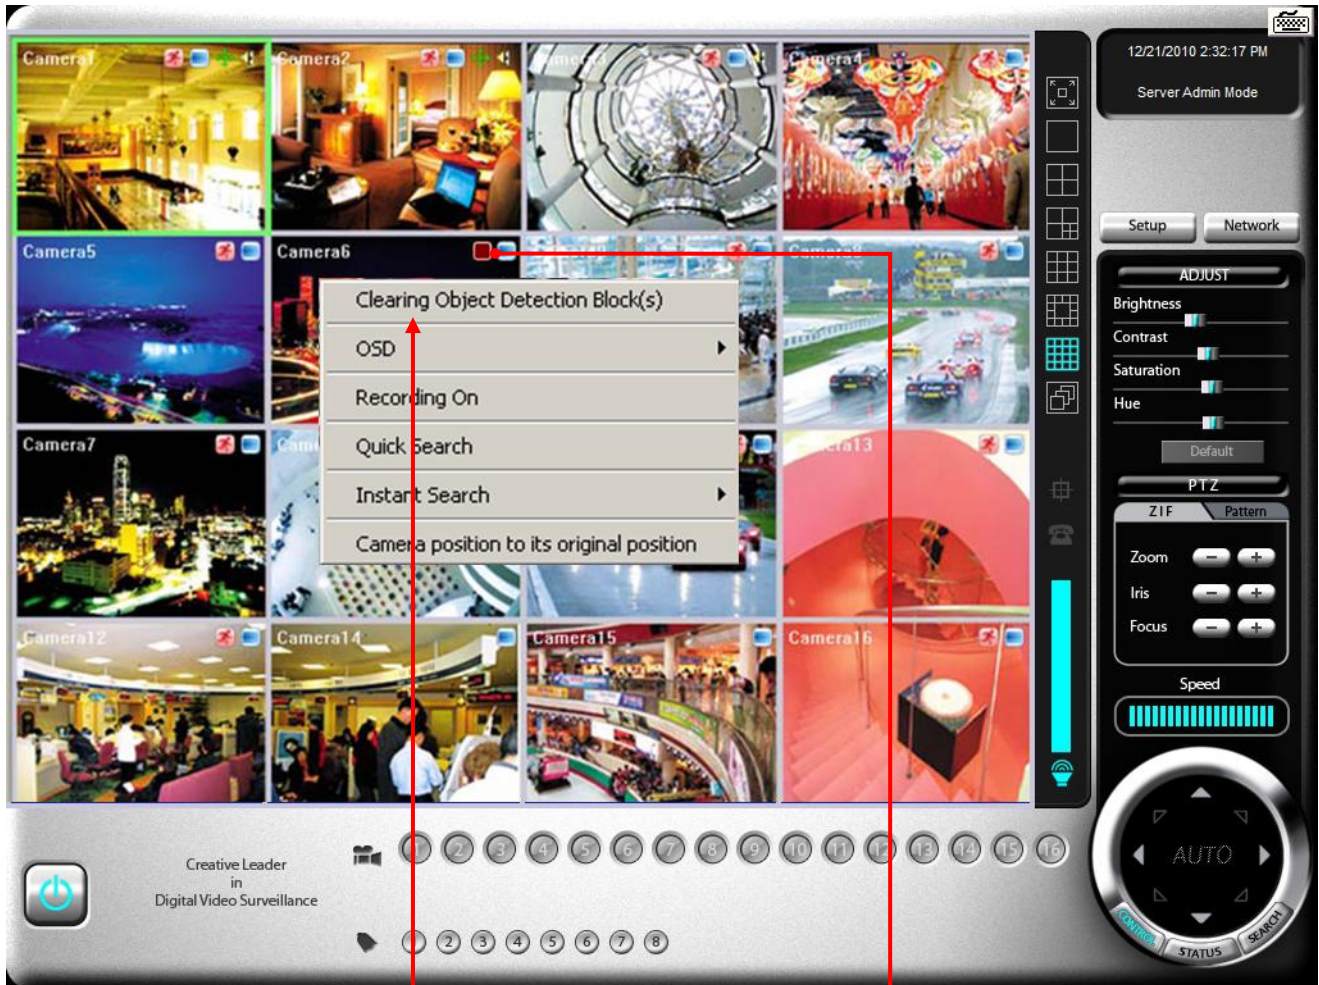 Camera1
Camera2
Camera3
Camera4
12/21/2010 2:32:17 PM
Server Admin Mode
Setup
Network
Camera5
Camera6
Camera8
Clearing Object Detection Block(s)
OSD
Recording On
Quick Search
Instant Search
Camera position to its original position
ADJUST
Brightness
Contrast
Saturation
Hue
Default
Camera7
PTZ
ZIF
Pattern
Zoom
Iris
Focus
Camera12
Camera14
Camera15
Camera16
Speed
Creative Leader
in
Digital Video Surveillance
1 2 3 4 5 6 7 8 9 10 11 12 13 14 15 16
2 3 4 5 6 7 8
AUTO
CONTROL
STATUS
SEARCH